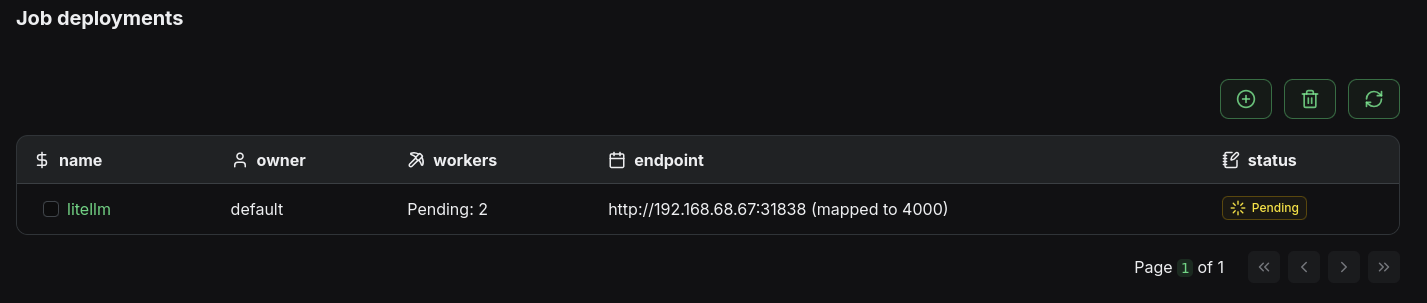 Job deployments
name owner workers endpoint status
litellm default Pending: 2 http://192.168.68.67:31838 (mapped to 4000) Pending
Page 1 of 1